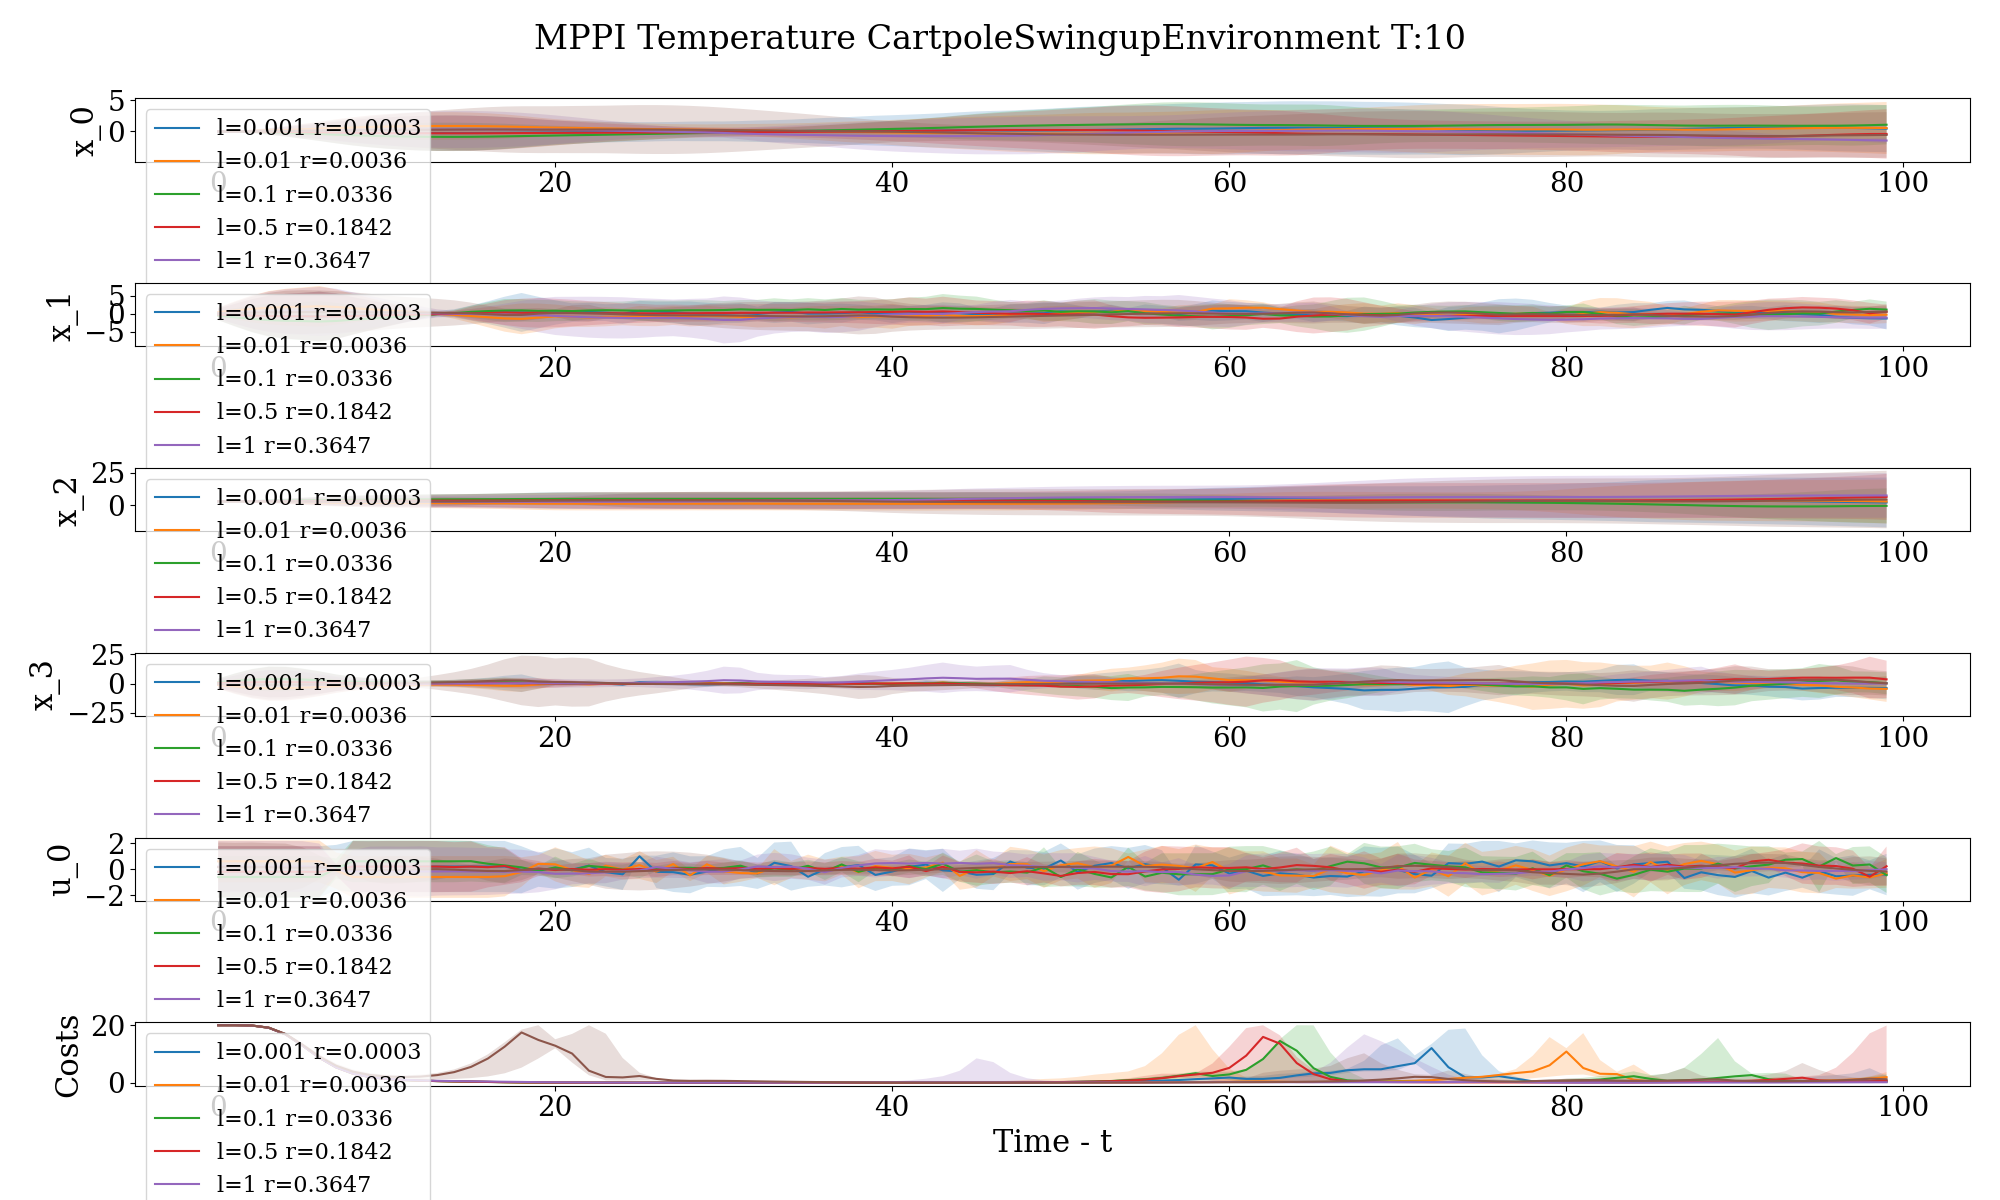 MPPI Temperature CartpoleSwingupEnvironment T:10
x_0
5
0
l=0.001 r=0.0003
l=0.01 r=0.0036
l=0.1 r=0.0336
l=0.5 r=0.1842
l=1 r=0.3647
0 20 40 60 80 100
x_1
5
0
−5
l=0.001 r=0.0003
l=0.01 r=0.0036
l=0.1 r=0.0336
l=0.5 r=0.1842
l=1 r=0.3647
0 20 40 60 80 100
x_2
25
0
l=0.001 r=0.0003
l=0.01 r=0.0036
l=0.1 r=0.0336
l=0.5 r=0.1842
l=1 r=0.3647
0 20 40 60 80 100
x_3
25
0
−25
l=0.001 r=0.0003
l=0.01 r=0.0036
l=0.1 r=0.0336
l=0.5 r=0.1842
l=1 r=0.3647
0 20 40 60 80 100
u_0
2
0
−2
l=0.001 r=0.0003
l=0.01 r=0.0036
l=0.1 r=0.0336
l=0.5 r=0.1842
l=1 r=0.3647
0 20 40 60 80 100
Costs
20
0
l=0.001 r=0.0003
l=0.01 r=0.0036
l=0.1 r=0.0336
l=0.5 r=0.1842
l=1 r=0.3647
0 20 40 60 80 100
Time - t